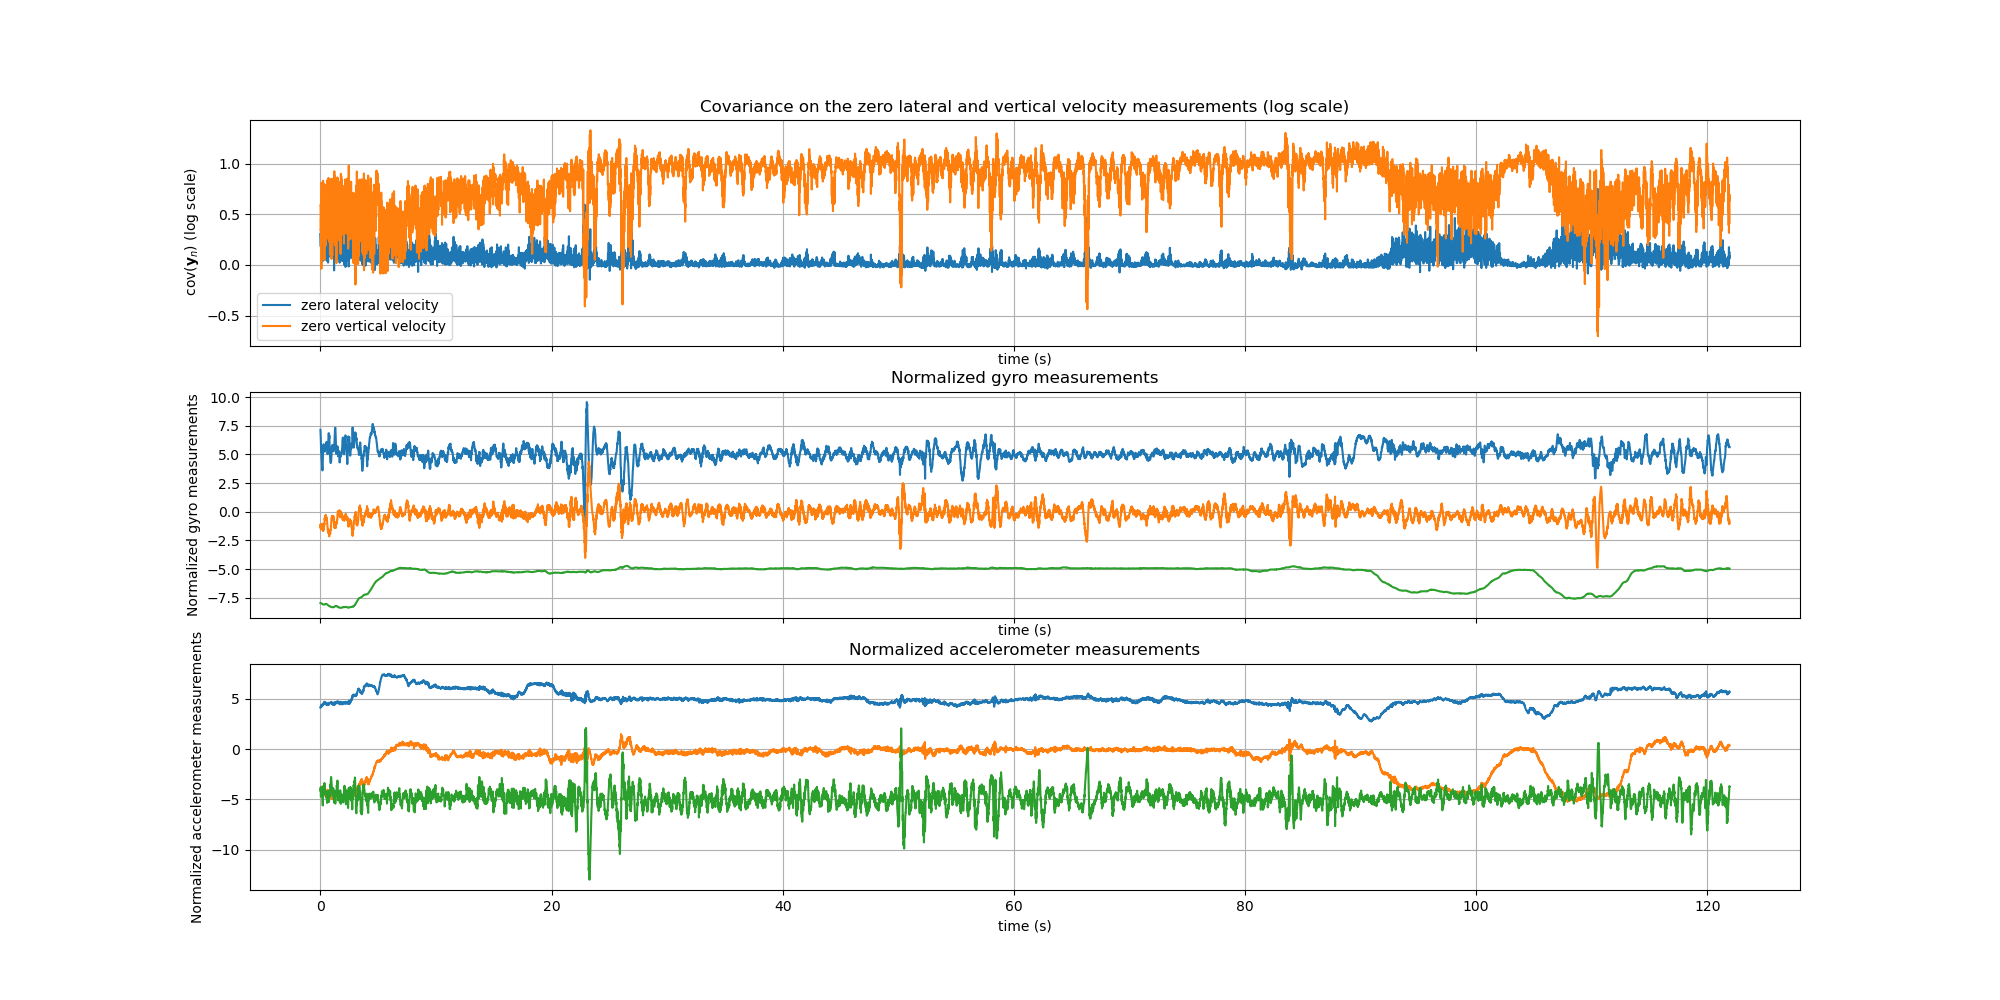 Covariance on the zero lateral and vertical velocity measurements (log scale)
cov(yₙ) (log scale)
1.0
0.5
0.0
−0.5
zero lateral velocity
zero vertical velocity
time (s)
Normalized gyro measurements
Normalized gyro measurements
10.0
7.5
5.0
2.5
0.0
−2.5
−5.0
−7.5
time (s)
Normalized accelerometer measurements
Normalized accelerometer measurements
5
0
−5
−10
0 20 40 60 80 100 120
time (s)